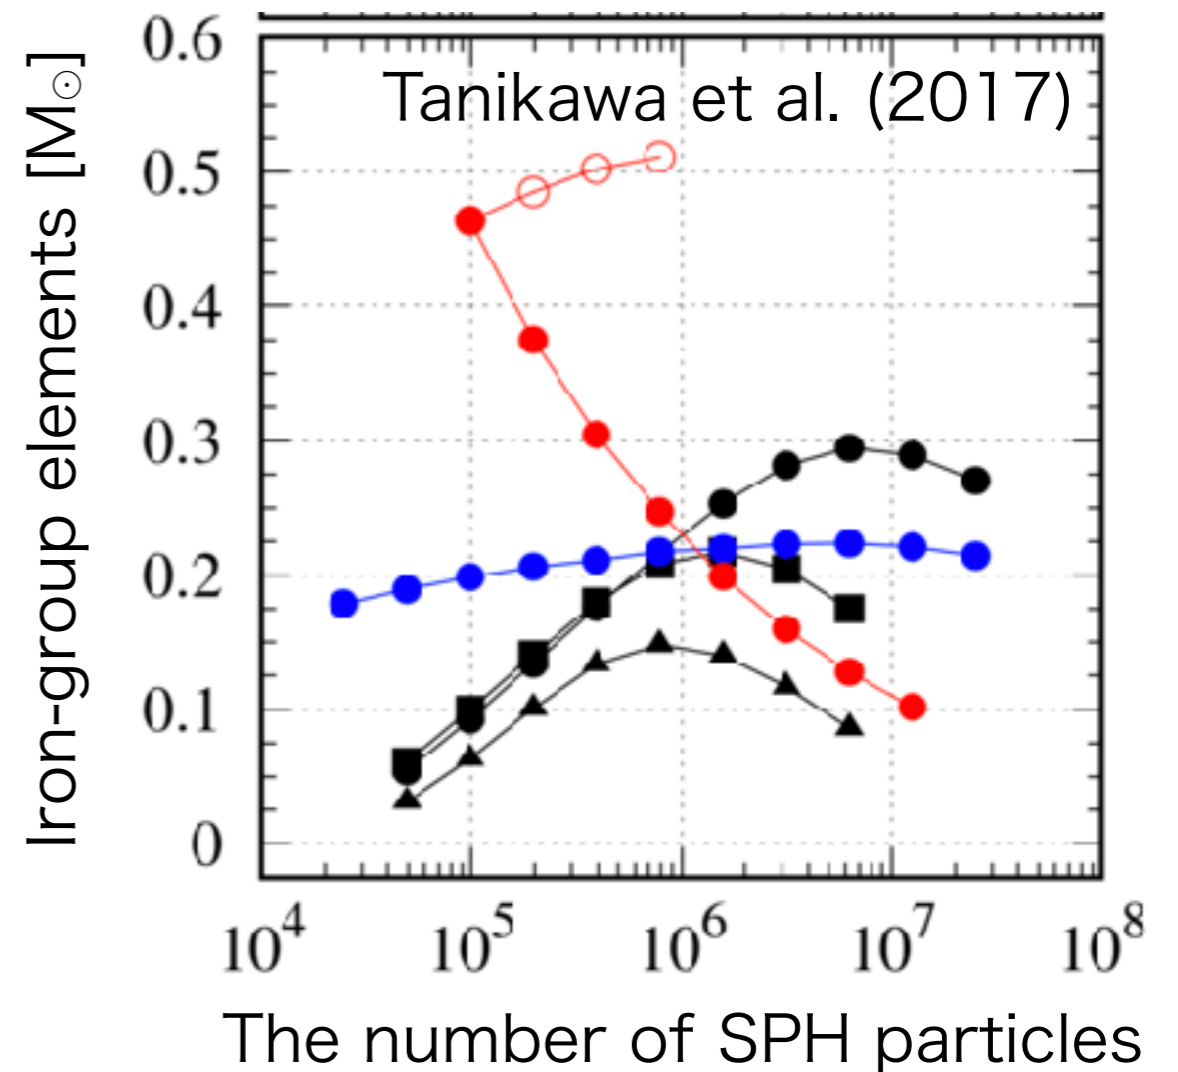 Iron-group elements [M☉]
0.6
Tanikawa et al. (2017)
0.5
0.4
0.3
0.2
0.1
0
10⁴ 10⁵ 10⁶ 10⁷ 10⁸
The number of SPH particles